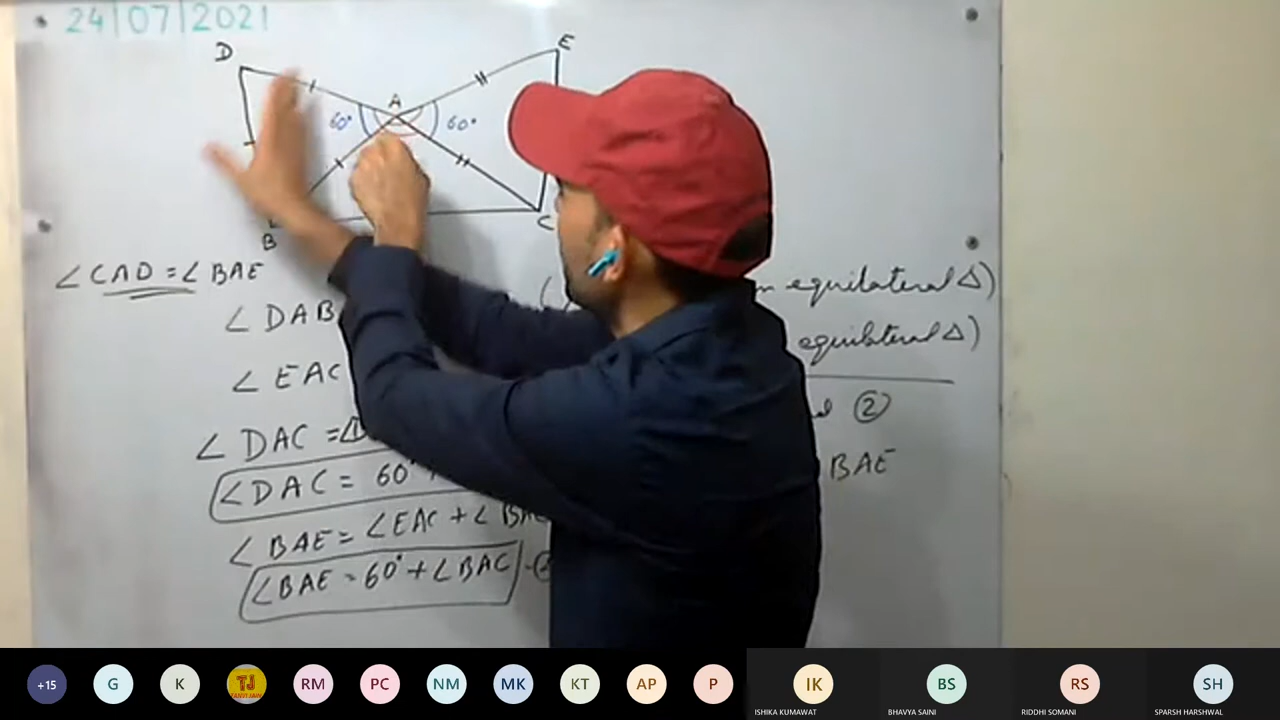 24|07|2021
D
E
A
60° 60°
B
C
∠CAD = ∠BAE
equilateral Δ)
∠DAB
equilateral Δ)
∠EAC
②
∠DAC =
BAE
∠DAC = 60°
∠BAE = ∠EAC + ∠BAC
∠BAE = 60° + ∠BAC
+15
G
K
TJ
RM
PC
NM
MK
KT
AP
P
IK
BS
RS
SH
ISHIKA KUMAWAT
BHAVYA SAINI
RIDDHI SOMANI
SPARSH HARSHWAL